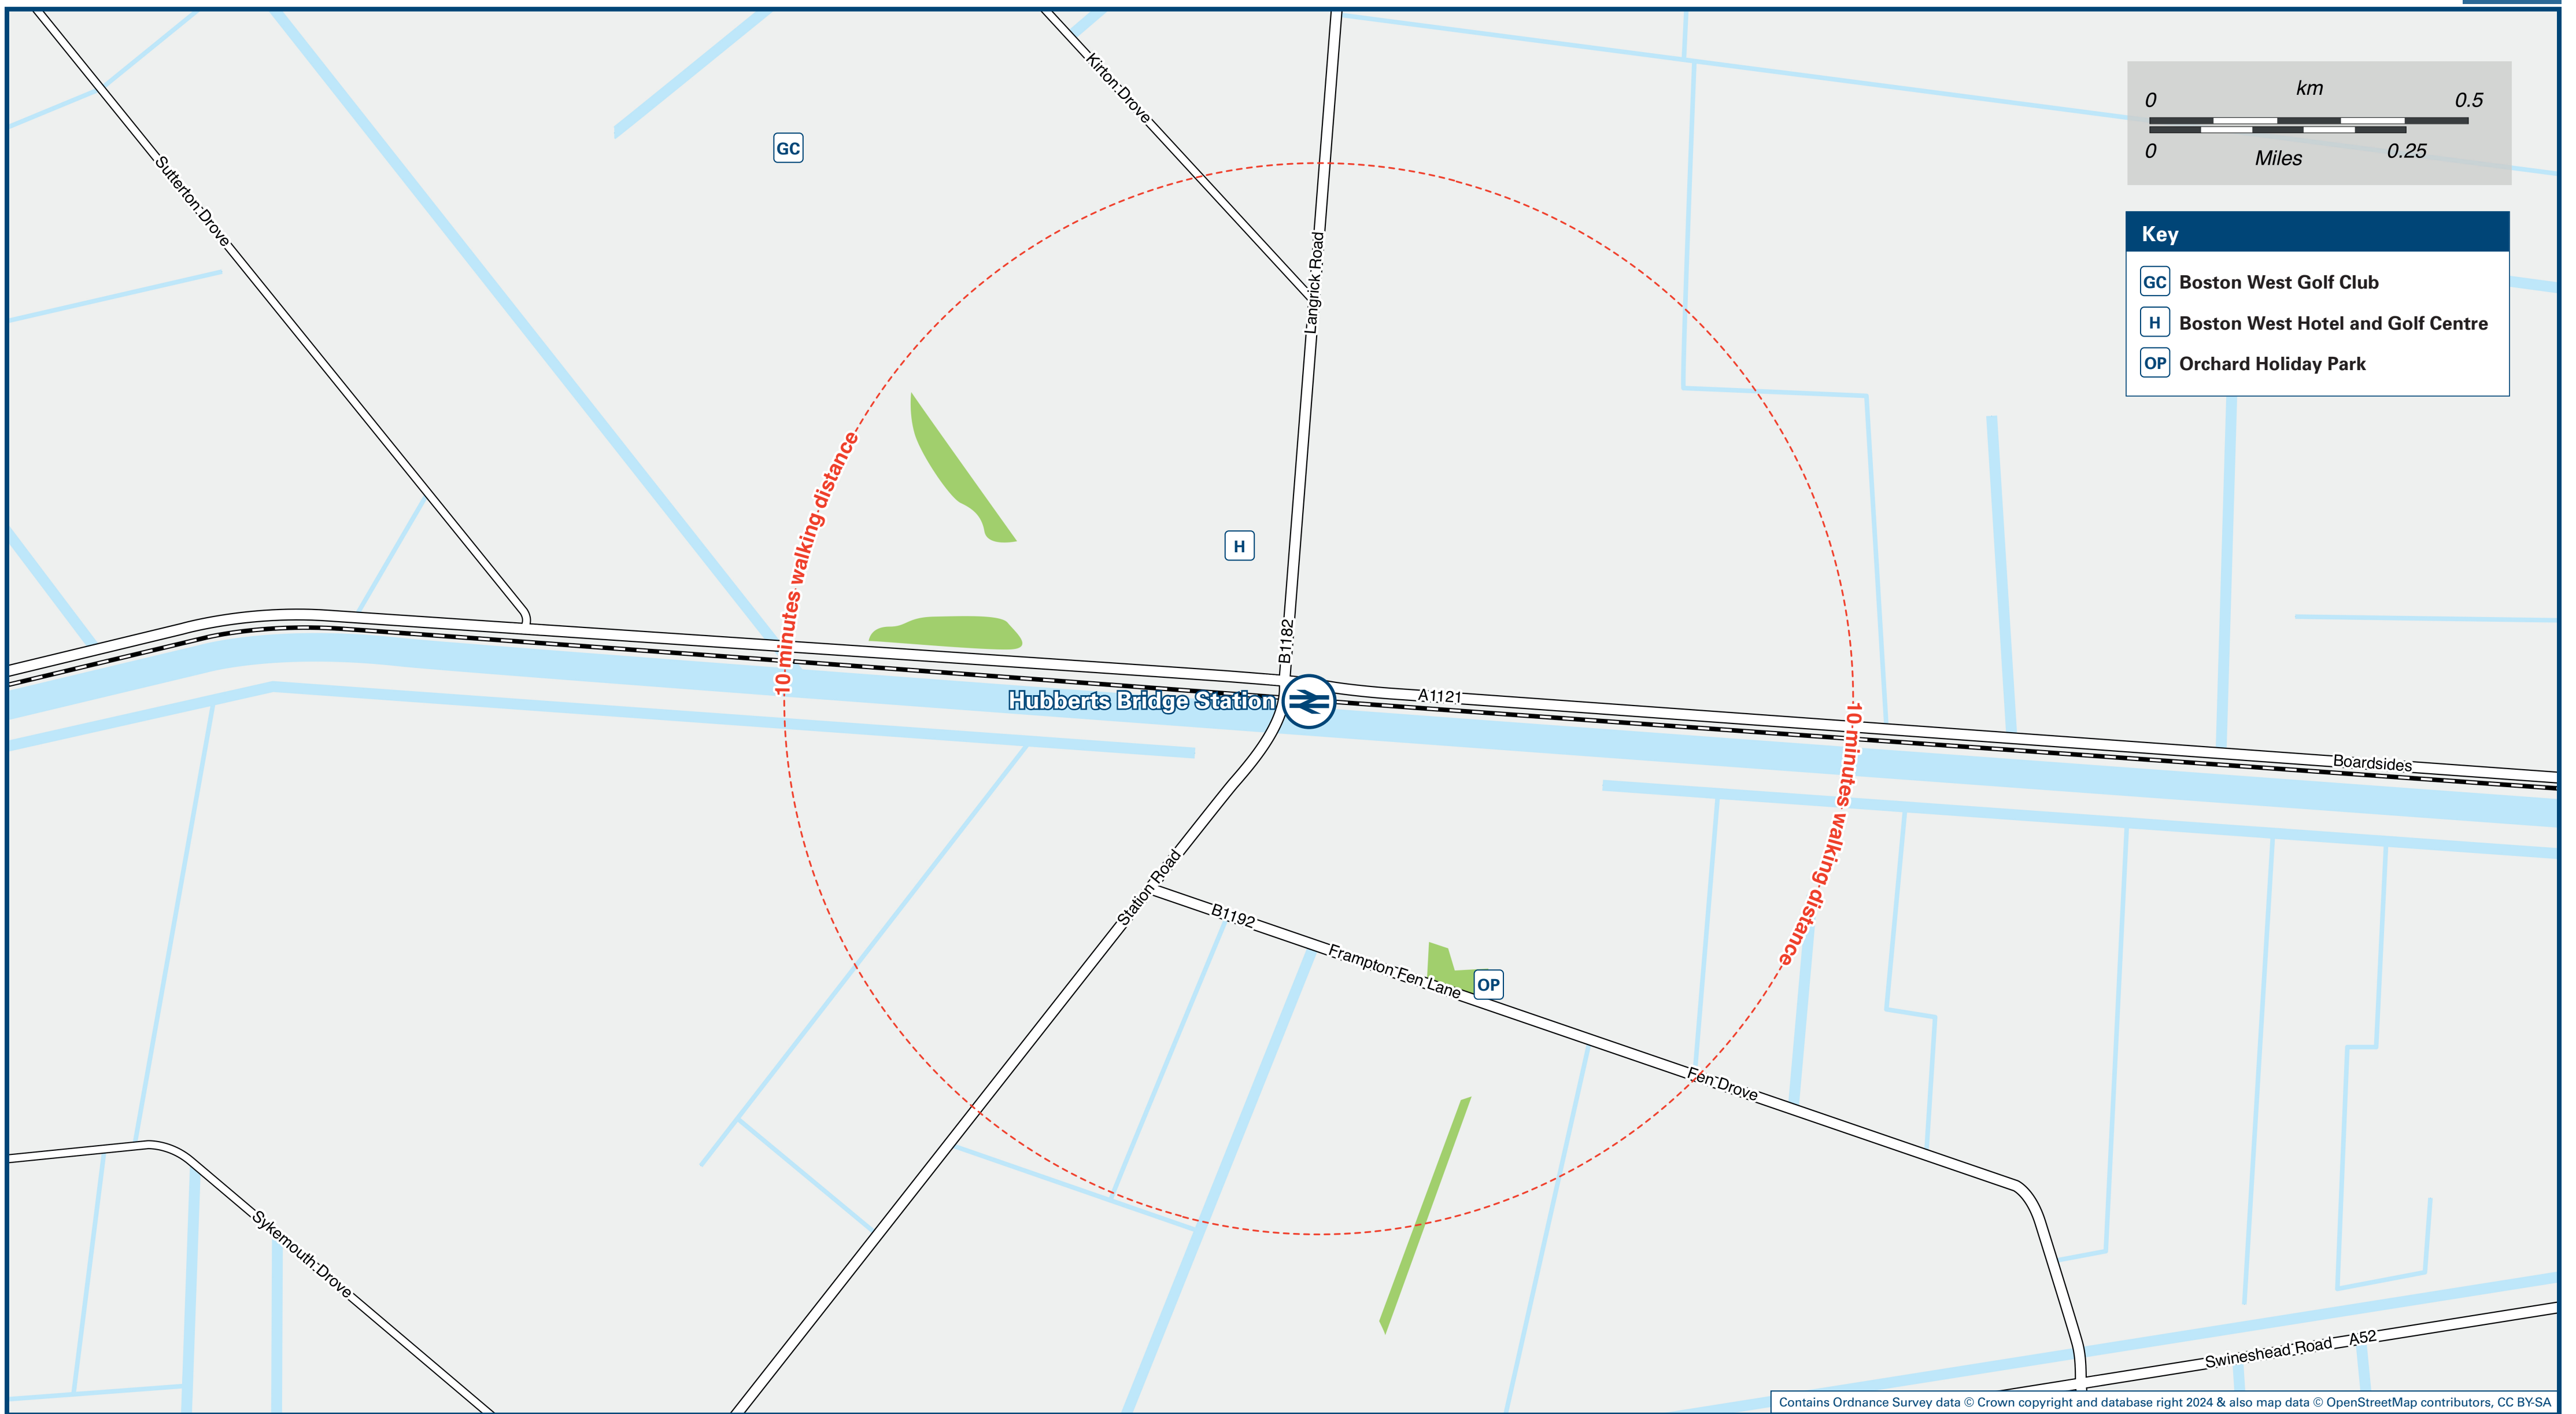 Kirton Drove
Sutterton Drove
GC
km
0 0.5
0 Miles 0.25
Key
GC Boston West Golf Club
H Boston West Hotel and Golf Centre
OP Orchard Holiday Park
Langrick Road
10 minutes walking distance
H
B1182
Hubberts Bridge Station
A1121
10 minutes walking distance
Boardsides
Station Road
B1192
Frampton Fen Lane
OP
Fen Drove
Sykemouth Drove
Swineshead Road A52
Contains Ordnance Survey data © Crown copyright and database right 2024 & also map data © OpenStreetMap contributors, CC BY-SA